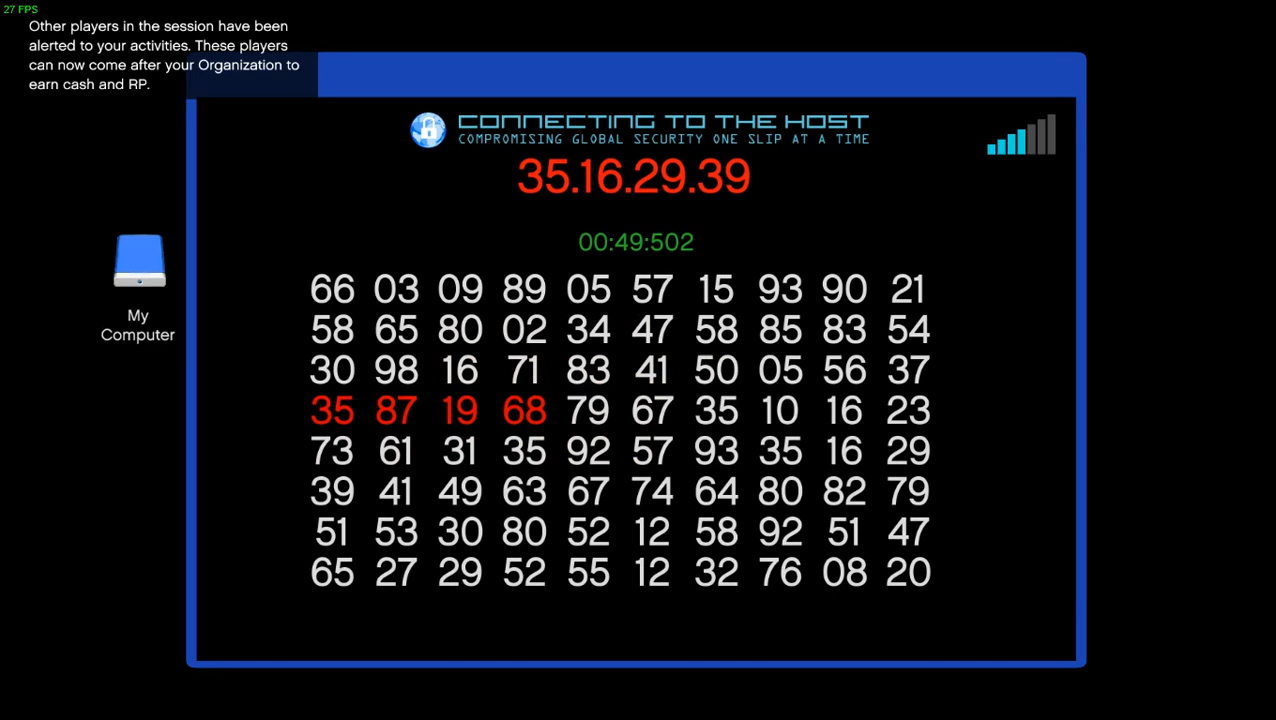 27 FPS
Other players in the session have been
alerted to your activities. These players
can now come after your Organization to
earn cash and RP.
CONNECTING TO THE HOST
COMPROMISING GLOBAL SECURITY ONE SLIP AT A TIME
35.16.29.39
00:49:502
66 03 09 89 05 57 15 93 90 21
58 65 80 02 34 47 58 85 83 54
30 98 16 71 83 41 50 05 56 37
35 87 19 68 79 67 35 10 16 23
73 61 31 35 92 57 93 35 16 29
39 41 49 63 67 74 64 80 82 79
51 53 30 80 52 12 58 92 51 47
65 27 29 52 55 12 32 76 08 20
My
Computer